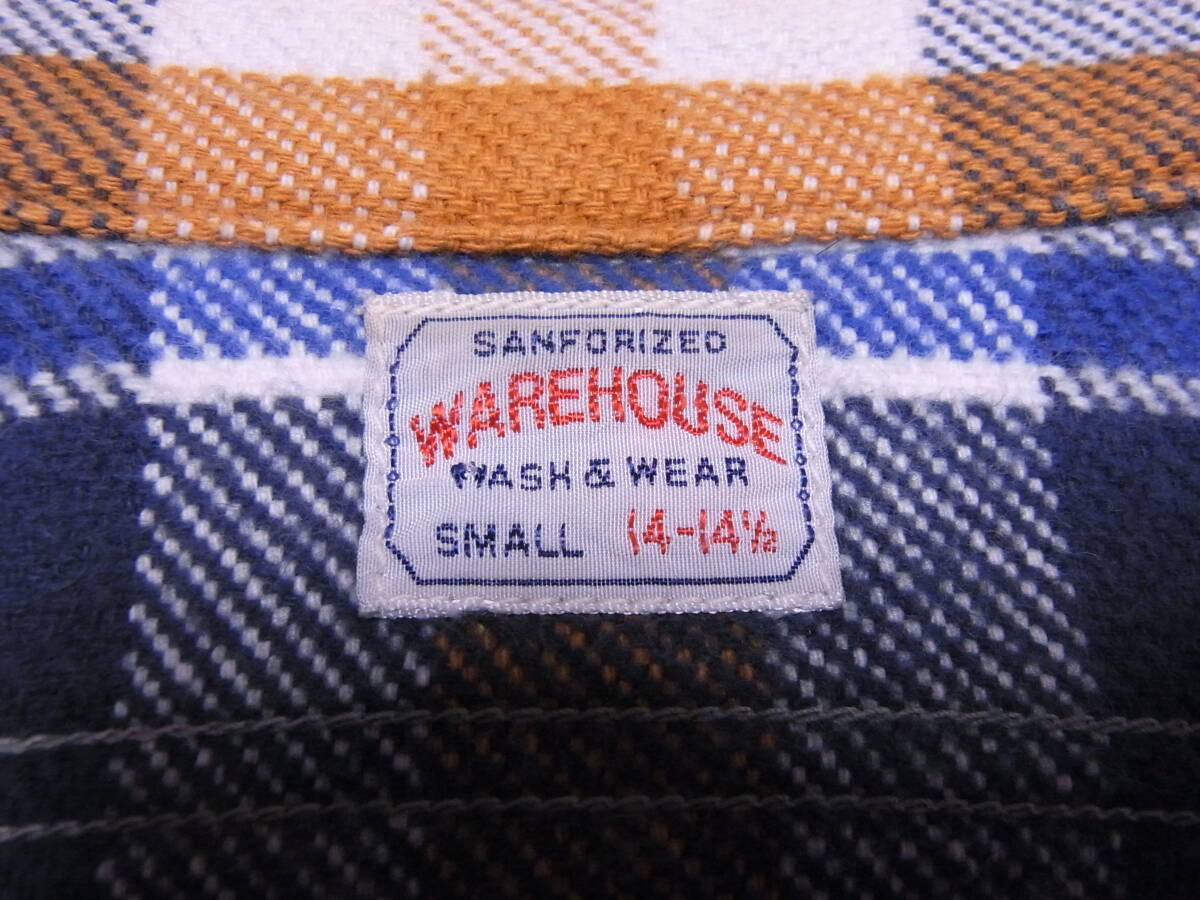 SANFORIZED
WAREHOUSE
WASH & WEAR
SMALL 14-14½